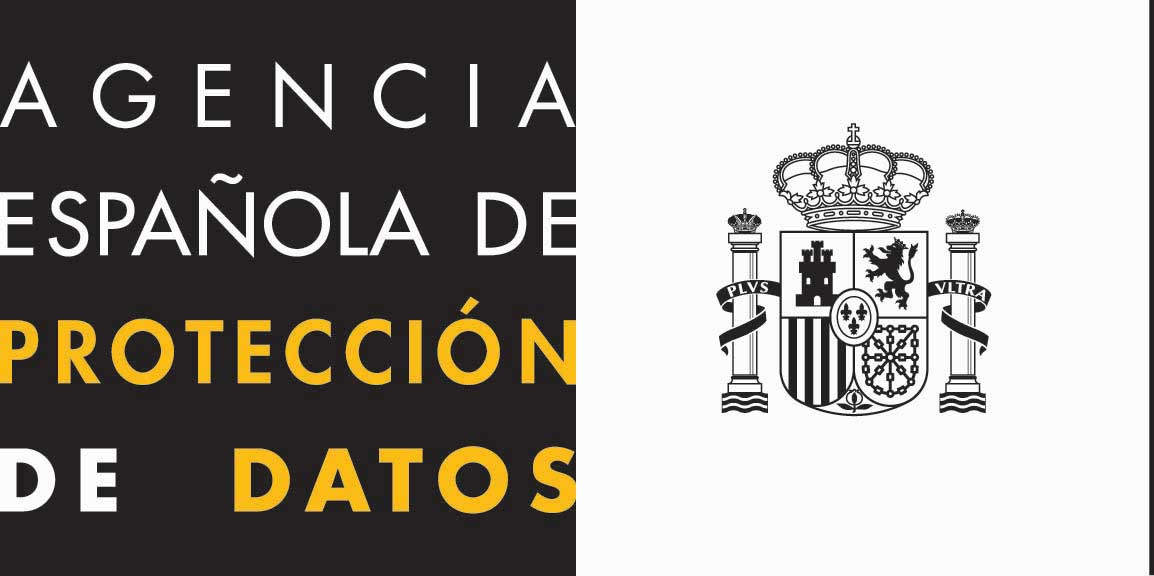 AGENCIA
ESPAÑOLA DE
PROTECCIÓN
DE DATOS
PLVS VLTRA